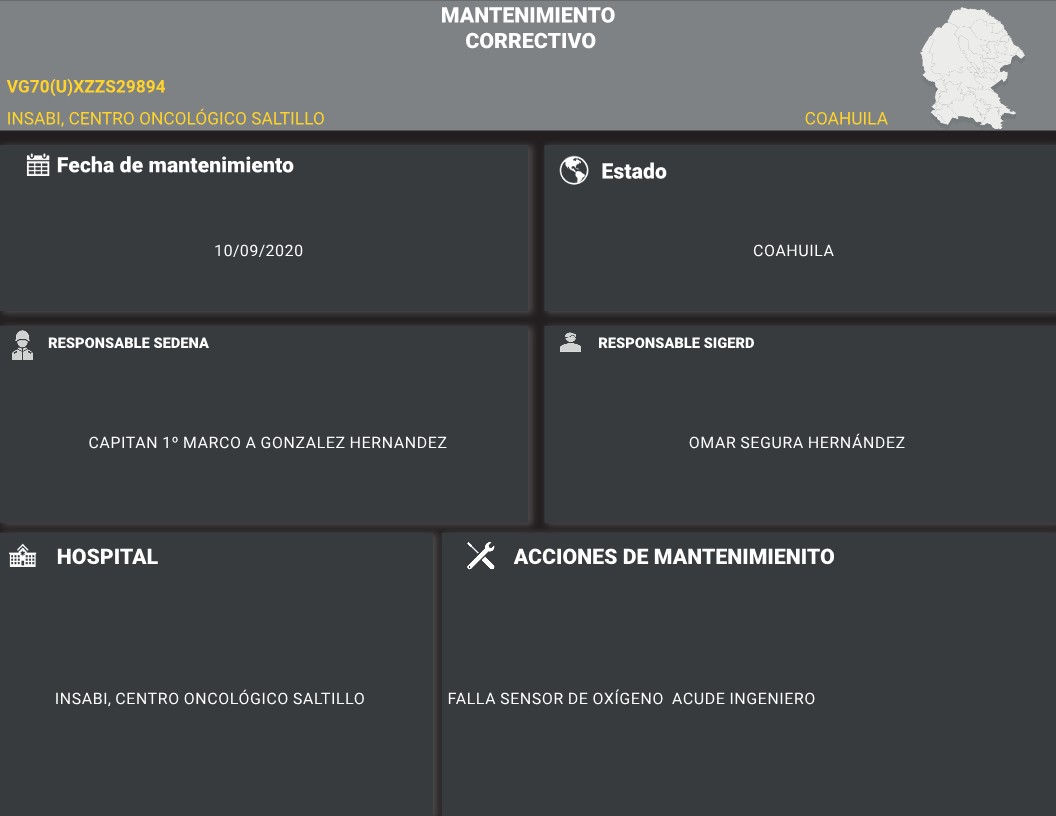 MANTENIMIENTO
CORRECTIVO
VG70(U)XZZS29894
INSABI, CENTRO ONCOLÓGICO SALTILLO
COAHUILA
Fecha de mantenimiento
Estado
10/09/2020
COAHUILA
RESPONSABLE SEDENA
RESPONSABLE SIGERD
CAPITAN 1º MARCO A GONZALEZ HERNANDEZ
OMAR SEGURA HERNÁNDEZ
HOSPITAL
ACCIONES DE MANTENIMIENITO
INSABI, CENTRO ONCOLÓGICO SALTILLO
FALLA SENSOR DE OXÍGENO  ACUDE INGENIERO